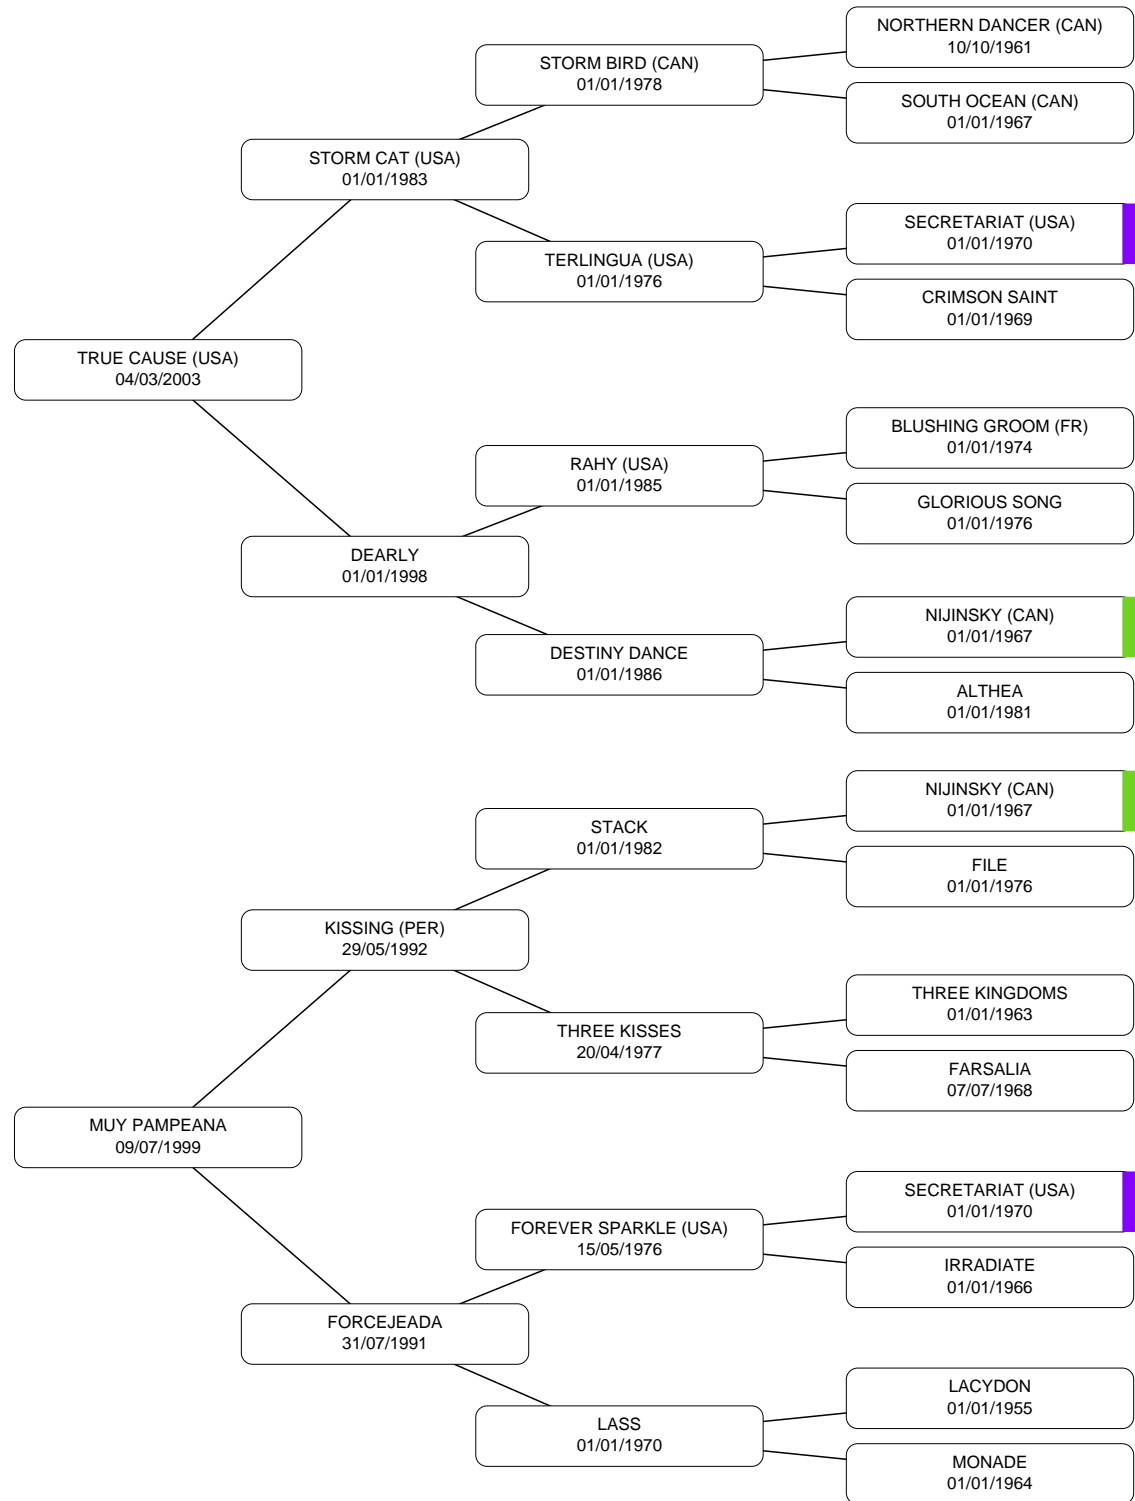 NORTHERN DANCER (CAN)
10/10/1961
STORM BIRD (CAN)
01/01/1978
SOUTH OCEAN (CAN)
01/01/1967
STORM CAT (USA)
01/01/1983
SECRETARIAT (USA)
01/01/1970
TERLINGUA (USA)
01/01/1976
CRIMSON SAINT
01/01/1969
TRUE CAUSE (USA)
04/03/2003
BLUSHING GROOM (FR)
01/01/1974
RAHY (USA)
01/01/1985
GLORIOUS SONG
01/01/1976
DEARLY
01/01/1998
NIJINSKY (CAN)
01/01/1967
DESTINY DANCE
01/01/1986
ALTHEA
01/01/1981
NIJINSKY (CAN)
01/01/1967
STACK
01/01/1982
FILE
01/01/1976
KISSING (PER)
29/05/1992
THREE KINGDOMS
01/01/1963
THREE KISSES
20/04/1977
FARSALIA
07/07/1968
MUY PAMPEANA
09/07/1999
SECRETARIAT (USA)
01/01/1970
FOREVER SPARKLE (USA)
15/05/1976
IRRADIATE
01/01/1966
FORCEJEADA
31/07/1991
LACYDON
01/01/1955
LASS
01/01/1970
MONADE
01/01/1964